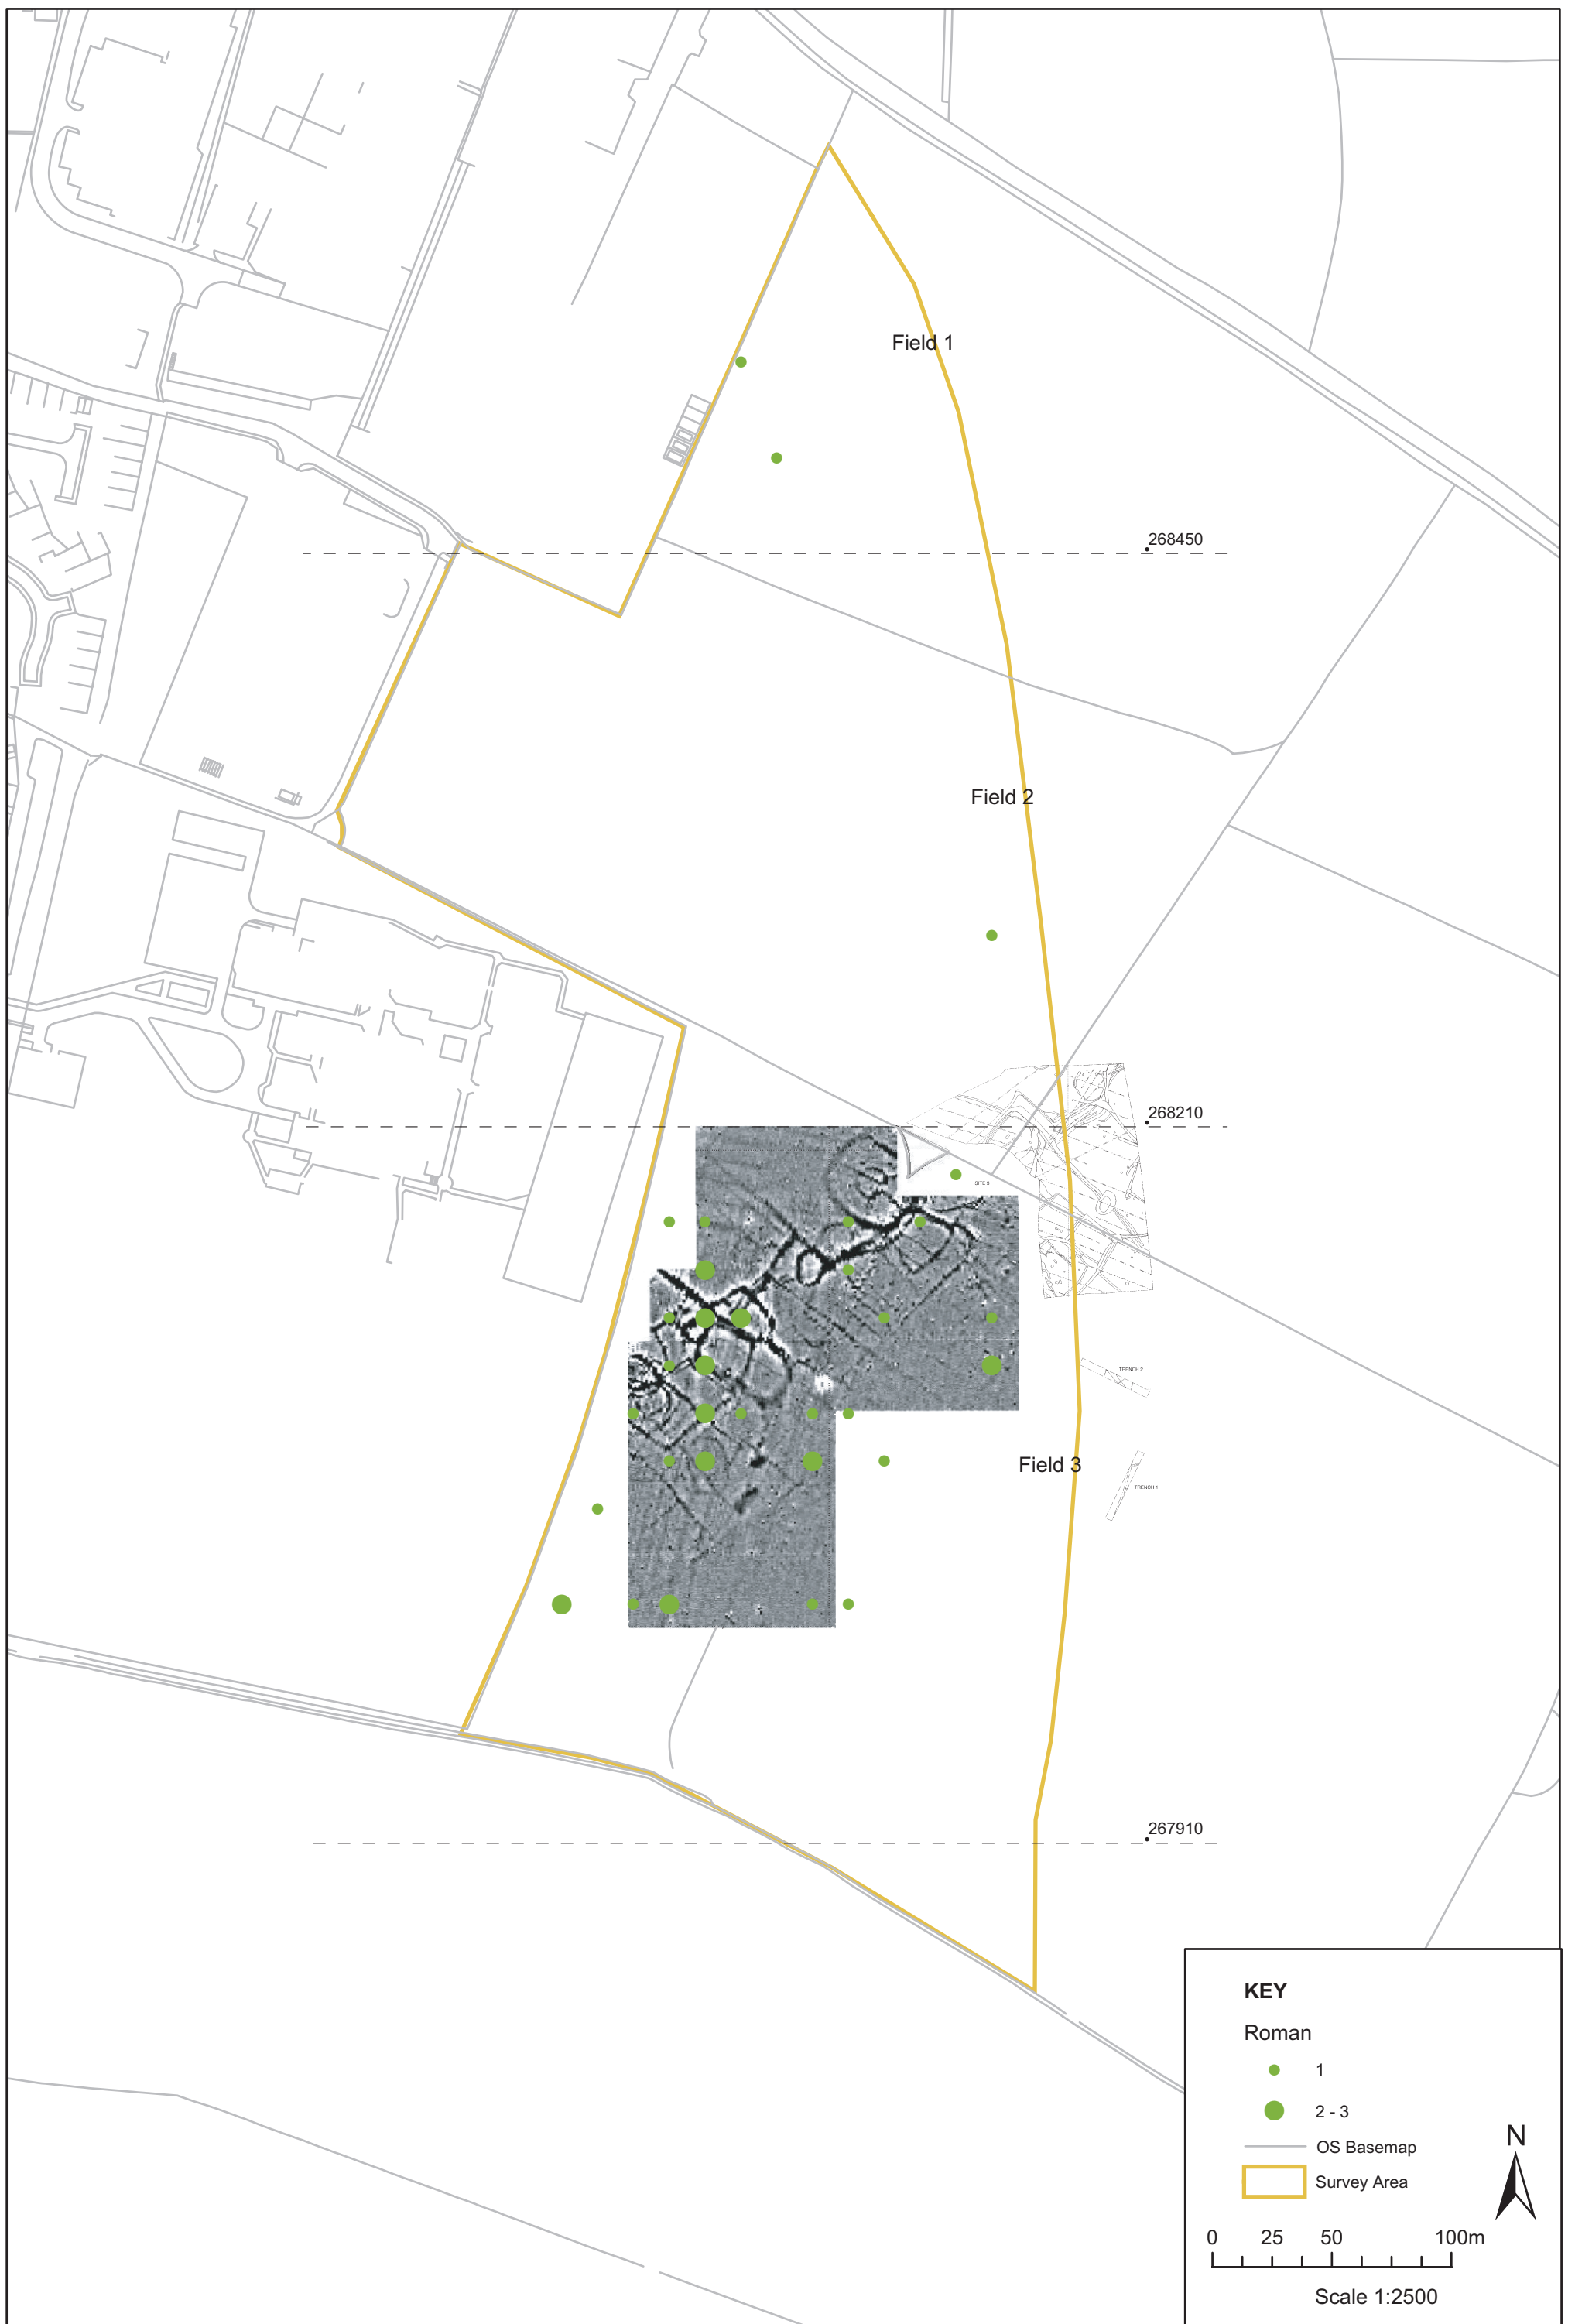 Field 1
268450
Field 2
268210
SITE 3
TRENCH 2
Field 3
TRENCH 1
267910
KEY
Roman
1
2 - 3
OS Basemap
Survey Area
N
0 25 50 100m
Scale 1:2500